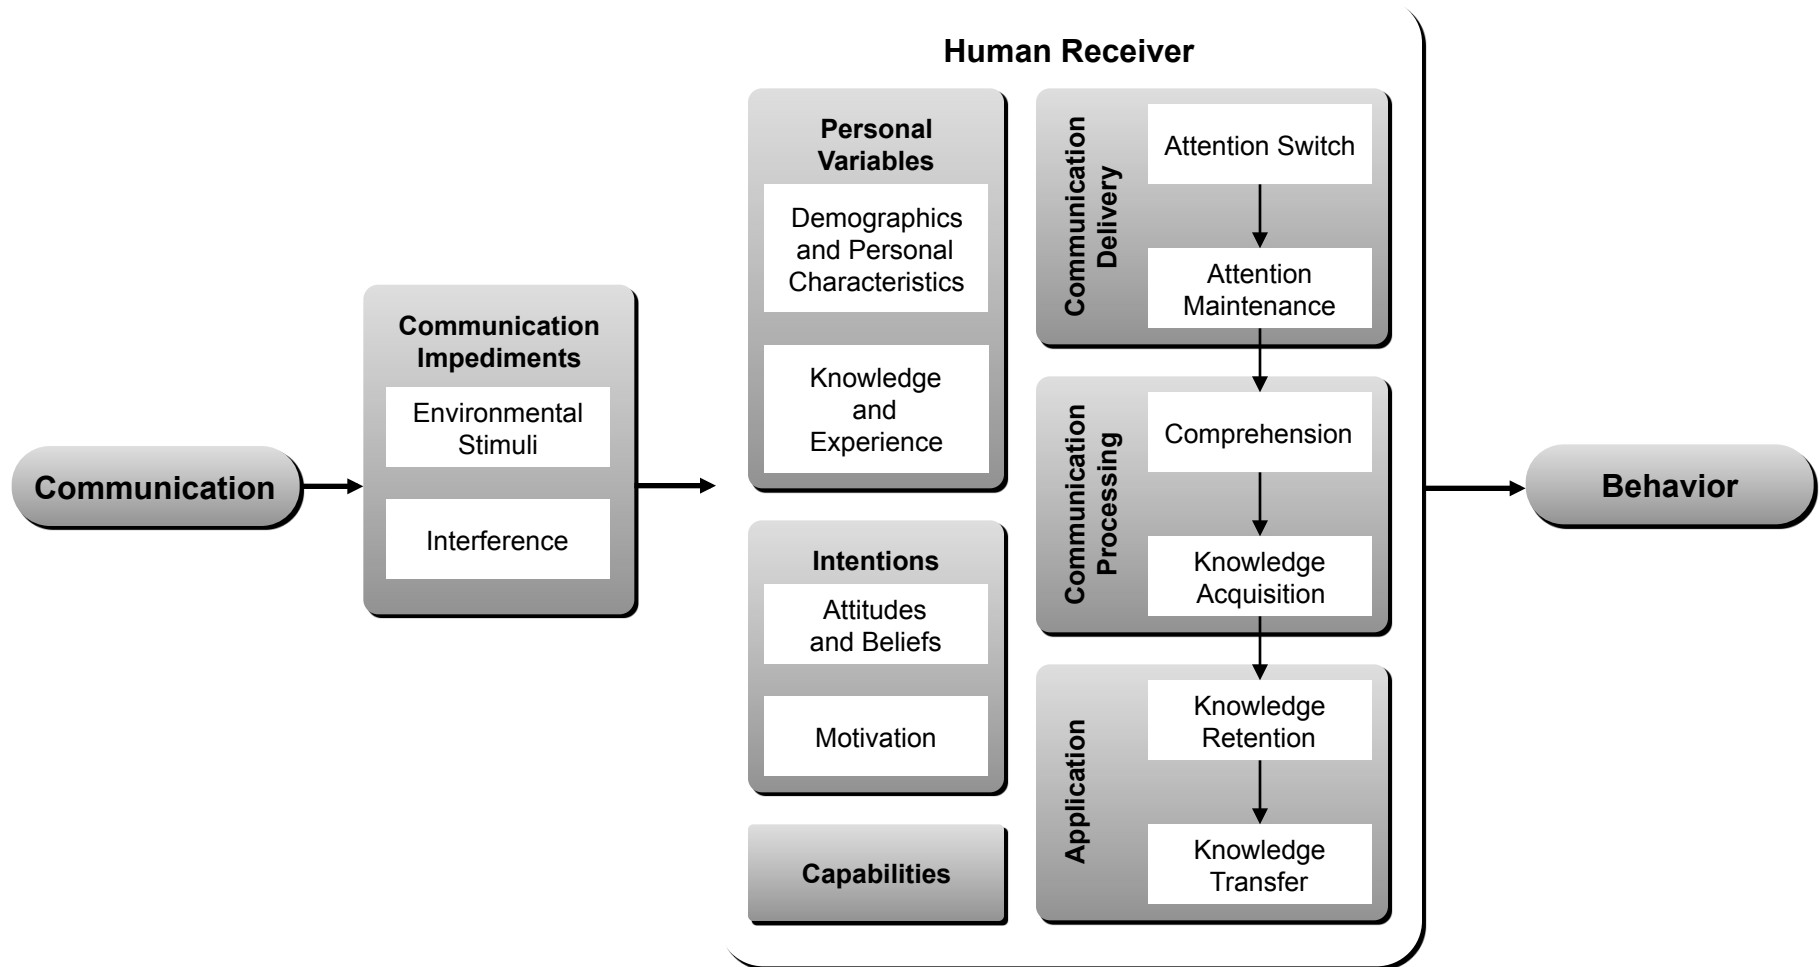 Human Receiver
Communication
Communication
Impediments
Environmental
Stimuli
Interference
Personal
Variables
Demographics
and Personal
Characteristics
Knowledge
and
Experience
Intentions
Attitudes
and Beliefs
Motivation
Capabilities
Communication
Delivery
Attention Switch
Attention
Maintenance
Communication
Processing
Comprehension
Knowledge
Acquisition
Application
Knowledge
Retention
Knowledge
Transfer
Behavior